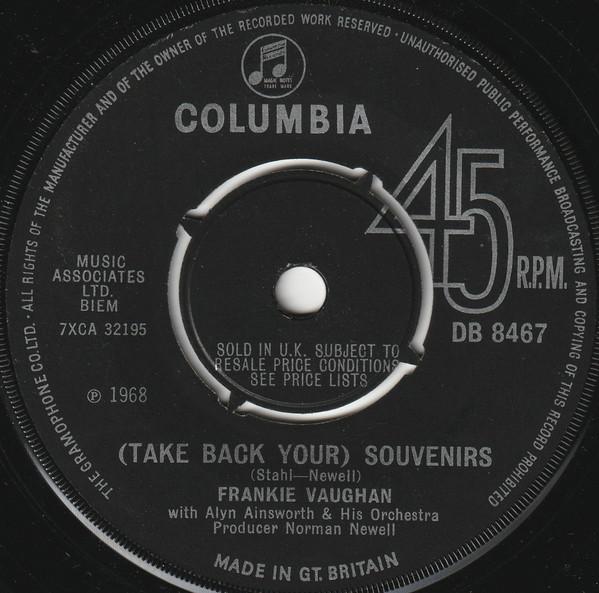 THE GRAMOPHONE CO. LTD. · ALL RIGHTS OF THE MANUFACTURER AND OF THE OWNER OF THE RECORDED WORK RESERVED · UNAUTHORISED PUBLIC PERFORMANCE BROADCASTING AND COPYING OF THIS RECORD PROHIBITED
MAGIC NOTES
TRADE MARK
COLUMBIA
45 R.P.M.
MUSIC
ASSOCIATES
LTD.
BIEM
7XCA 32195
DB 8467
SOLD IN U.K. SUBJECT TO
RESALE PRICE CONDITIONS
SEE PRICE LISTS
℗ 1968
(TAKE BACK YOUR) SOUVENIRS
(Stahl—Newell)
FRANKIE VAUGHAN
with Alyn Ainsworth & His Orchestra
Producer Norman Newell
MADE IN GT. BRITAIN